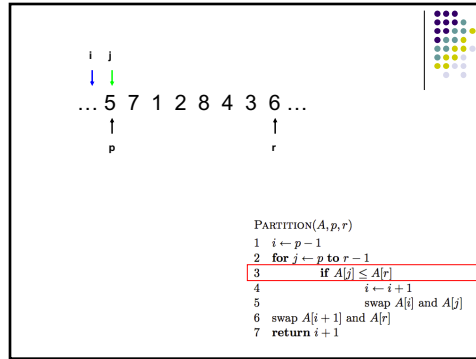 i j
... 5 7 1 2 8 4 3 6 ...
p r
PARTITION(A, p, r)
1 i ← p − 1
2 for j ← p to r − 1
3 if A[j] ≤ A[r]
4 i ← i + 1
5 swap A[i] and A[j]
6 swap A[i + 1] and A[r]
7 return i + 1